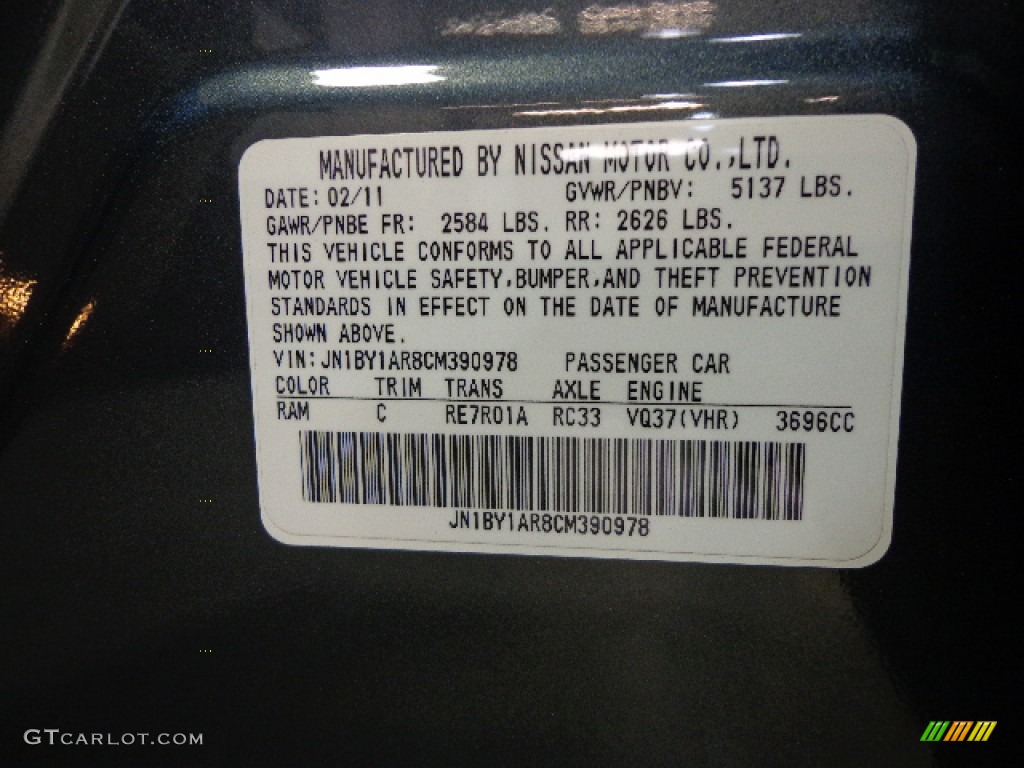 MANUFACTURED BY NISSAN MOTOR CO.,LTD.
DATE: 02/11 GVWR/PNBV: 5137 LBS.
GAWR/PNBE FR: 2584 LBS. RR: 2626 LBS.
THIS VEHICLE CONFORMS TO ALL APPLICABLE FEDERAL
MOTOR VEHICLE SAFETY,BUMPER,AND THEFT PREVENTION
STANDARDS IN EFFECT ON THE DATE OF MANUFACTURE
SHOWN ABOVE.
VIN:JN1BY1AR8CM390978 PASSENGER CAR
COLOR TRIM TRANS AXLE ENGINE
RAM C RE7R01A RC33 VQ37(VHR) 3696CC
JN1BY1AR8CM390978
GTCARLOT.COM